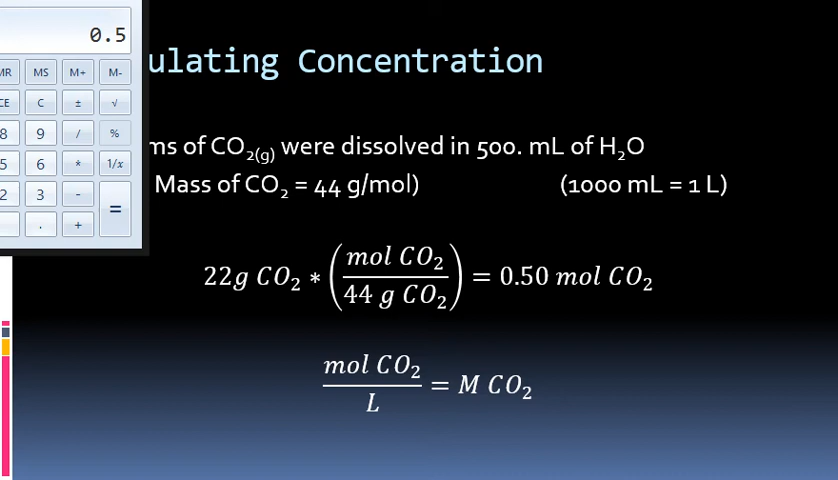 0.5
MR MS M+ M-
CE C ± √
8 9 / %
5 6 * 1/x
2 3 - =
. +
ulating Concentration
ms of CO₂(g) were dissolved in 500. mL of H₂O
Mass of CO₂ = 44 g/mol) (1000 mL = 1 L)
22g CO₂ * (mol CO₂ / 44 g CO₂) = 0.50 mol CO₂
mol CO₂ / L = M CO₂